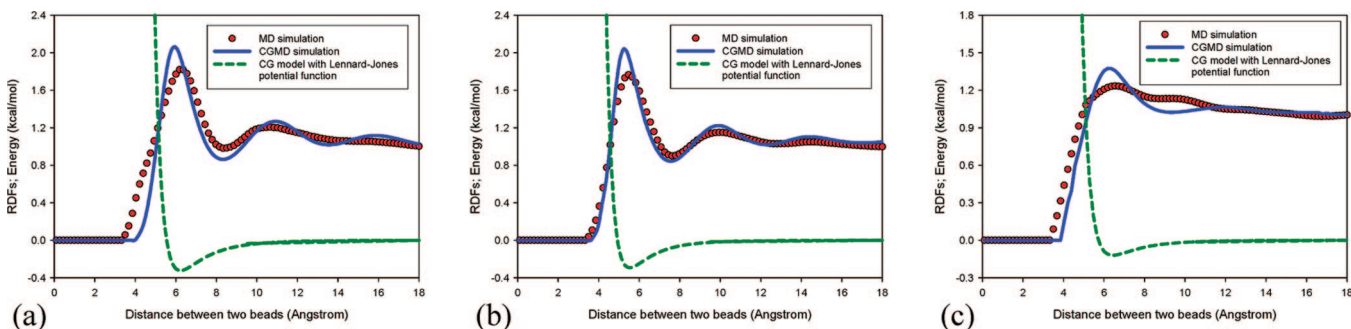 2.4
2.0
1.6
1.2
0.8
0.4
0.0
-0.4
RDFs; Energy (kcal/mol)
MD simulation
CGMD simulation
CG model with Lennard-Jones
potential function
0 2 4 6 8 10 12 14 16 18
Distance between two beads (Angstrom)
(a)
2.4
2.0
1.6
1.2
0.8
0.4
0.0
-0.4
RDFs; Energy (kcal/mol)
MD simulation
CGMD simulation
CG model with Lennard-Jones
potential function
0 2 4 6 8 10 12 14 16 18
Distance between two beads (Angstrom)
(b)
1.8
1.5
1.2
0.9
0.6
0.3
0.0
-0.3
RDFs; Energy (kcal/mol)
MD simulation
CGMD simulation
CG model with Lennard-Jones
potential function
0 2 4 6 8 10 12 14 16 18
Distance between two beads (Angstrom)
(c)